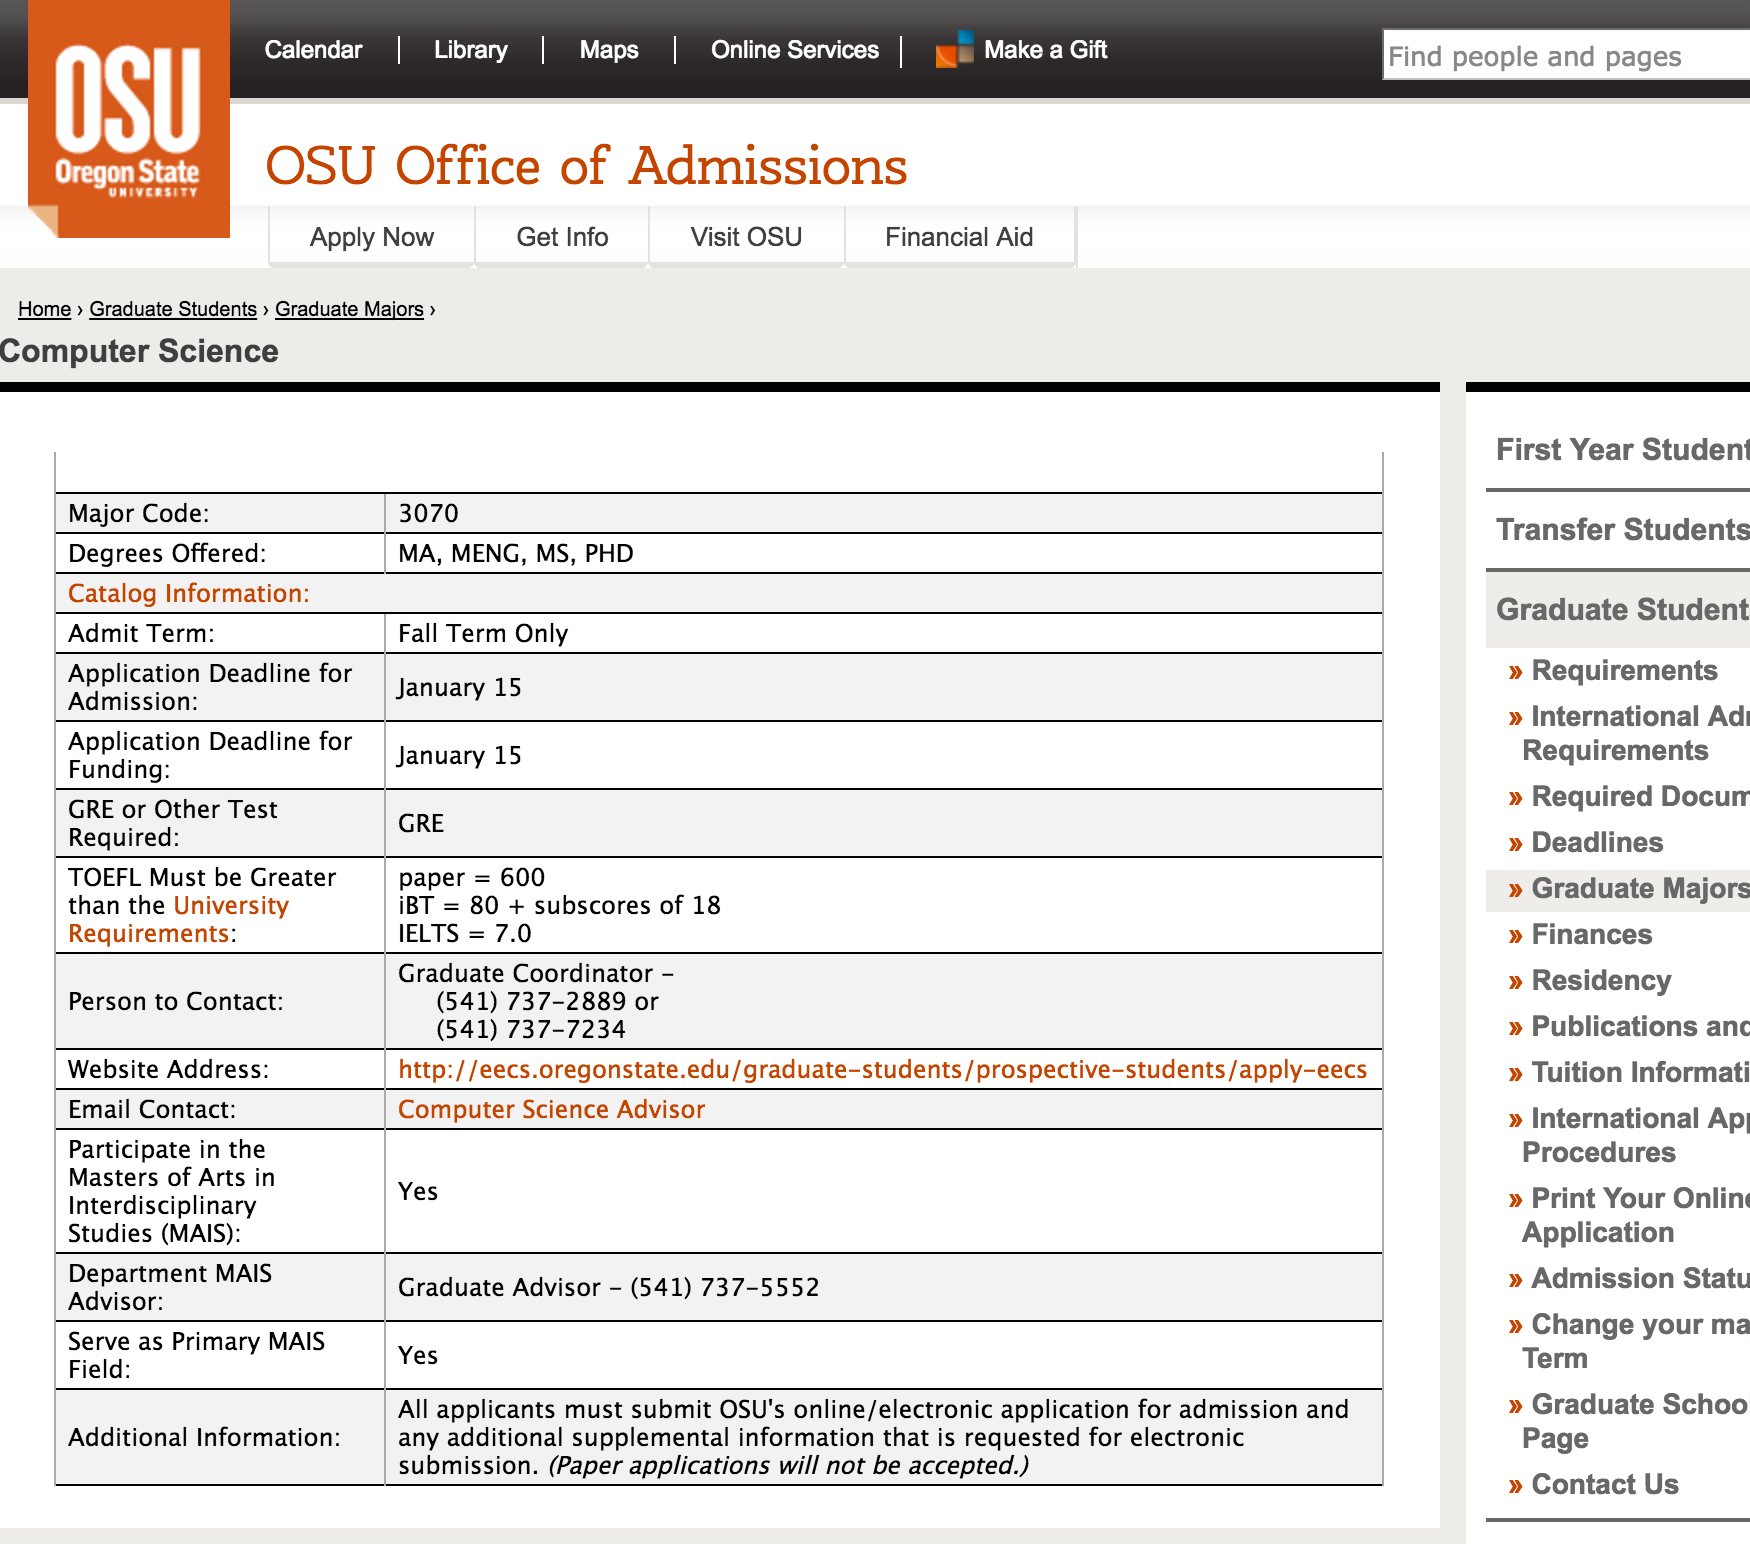 OSU
Oregon State
UNIVERSITY
Calendar
Library
Maps
Online Services
Make a Gift
Find people and pages
OSU Office of Admissions
Apply Now
Get Info
Visit OSU
Financial Aid
Home › Graduate Students › Graduate Majors ›
Computer Science
Major Code: 3070
Degrees Offered: MA, MENG, MS, PHD
Catalog Information:
Admit Term: Fall Term Only
Application Deadline for
Admission:
January 15
Application Deadline for
Funding:
January 15
GRE or Other Test
Required:
GRE
TOEFL Must be Greater
than the University
Requirements:
paper = 600
iBT = 80 + subscores of 18
IELTS = 7.0
Person to Contact:
Graduate Coordinator –
(541) 737–2889 or
(541) 737–7234
Website Address: http://eecs.oregonstate.edu/graduate-students/prospective-students/apply-eecs
Email Contact: Computer Science Advisor
Participate in the
Masters of Arts in
Interdisciplinary
Studies (MAIS):
Yes
Department MAIS
Advisor:
Graduate Advisor – (541) 737–5552
Serve as Primary MAIS
Field:
Yes
Additional Information:
All applicants must submit OSU's online/electronic application for admission and
any additional supplemental information that is requested for electronic
submission. (Paper applications will not be accepted.)
First Year Student
Transfer Students
Graduate Student
» Requirements
» International Adm
Requirements
» Required Docum
» Deadlines
» Graduate Majors
» Finances
» Residency
» Publications and
» Tuition Informati
» International App
Procedures
» Print Your Online
Application
» Admission Statu
» Change your ma
Term
» Graduate Schoo
Page
» Contact Us